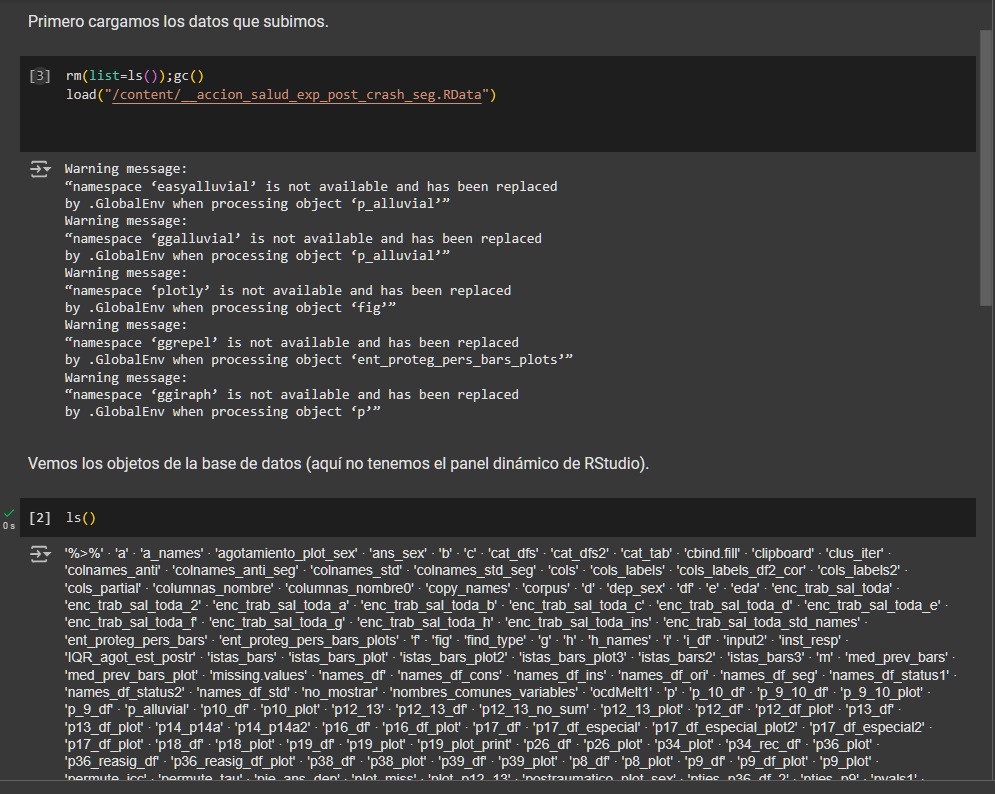 Primero cargamos los datos que subimos.
[3] rm(list=ls());gc()
load("/content/__accion_salud_exp_post_crash_seg.RData")
Warning message:
“namespace ‘easyalluvial’ is not available and has been replaced
by .GlobalEnv when processing object ‘p_alluvial’”
Warning message:
“namespace ‘ggalluvial’ is not available and has been replaced
by .GlobalEnv when processing object ‘p_alluvial’”
Warning message:
“namespace ‘plotly’ is not available and has been replaced
by .GlobalEnv when processing object ‘fig’”
Warning message:
“namespace ‘ggrepel’ is not available and has been replaced
by .GlobalEnv when processing object ‘ent_proteg_pers_bars_plots’”
Warning message:
“namespace ‘ggiraph’ is not available and has been replaced
by .GlobalEnv when processing object ‘p’”
Vemos los objetos de la base de datos (aquí no tenemos el panel dinámico de RStudio).
[2] ls()
0 s
'%>%' · 'a' · 'a_names' · 'agotamiento_plot_sex' · 'ans_sex' · 'b' · 'c' · 'cat_dfs' · 'cat_dfs2' · 'cat_tab' · 'cbind.fill' · 'clipboard' · 'clus_iter' ·
'colnames_anti' · 'colnames_anti_seg' · 'colnames_std' · 'colnames_std_seg' · 'cols' · 'cols_labels' · 'cols_labels_df2_cor' · 'cols_labels2' ·
'cols_partial' · 'columnas_nombre' · 'columnas_nombre0' · 'copy_names' · 'corpus' · 'd' · 'dep_sex' · 'df' · 'e' · 'eda' · 'enc_trab_sal_toda' ·
'enc_trab_sal_toda_2' · 'enc_trab_sal_toda_a' · 'enc_trab_sal_toda_b' · 'enc_trab_sal_toda_c' · 'enc_trab_sal_toda_d' · 'enc_trab_sal_toda_e' ·
'enc_trab_sal_toda_f' · 'enc_trab_sal_toda_g' · 'enc_trab_sal_toda_h' · 'enc_trab_sal_toda_ins' · 'enc_trab_sal_toda_std_names' ·
'ent_proteg_pers_bars' · 'ent_proteg_pers_bars_plots' · 'f' · 'fig' · 'find_type' · 'g' · 'h' · 'h_names' · 'i' · 'i_df' · 'input2' · 'inst_resp' ·
'IQR_agot_est_postr' · 'istas_bars' · 'istas_bars_plot' · 'istas_bars_plot2' · 'istas_bars_plot3' · 'istas_bars2' · 'istas_bars3' · 'm' · 'med_prev_bars' ·
'med_prev_bars_plot' · 'missing.values' · 'names_df' · 'names_df_cons' · 'names_df_ins' · 'names_df_ori' · 'names_df_seg' · 'names_df_status1' ·
'names_df_status2' · 'names_df_std' · 'no_mostrar' · 'nombres_comunes_variables' · 'ocdMelt1' · 'p' · 'p_10_df' · 'p_9_10_df' · 'p_9_10_plot' ·
'p_9_df' · 'p_alluvial' · 'p10_df' · 'p10_plot' · 'p12_13' · 'p12_13_df' · 'p12_13_no_sum' · 'p12_13_plot' · 'p12_df' · 'p12_df_plot' · 'p13_df' ·
'p13_df_plot' · 'p14_p14a' · 'p14_p14a2' · 'p16_df' · 'p16_df_plot' · 'p17_df' · 'p17_df_especial' · 'p17_df_especial_plot2' · 'p17_df_especial2' ·
'p17_df_plot' · 'p18_df' · 'p18_plot' · 'p19_df' · 'p19_plot' · 'p19_plot_print' · 'p26_df' · 'p26_plot' · 'p34_plot' · 'p34_rec_df' · 'p36_plot' ·
'p36_reasig_df' · 'p36_reasig_df_plot' · 'p38_df' · 'p38_plot' · 'p39_df' · 'p39_plot' · 'p8_df' · 'p8_plot' · 'p9_df' · 'p9_df_plot' · 'p9_plot' ·
'permute_icc' · 'permute_tau' · 'pie_ans_dep' · 'plot_miss' · 'plot_p12_13' · 'postraumatico_plot_sex' · 'pties_p36_df_2' · 'pties_p9' · 'pvals1' ·